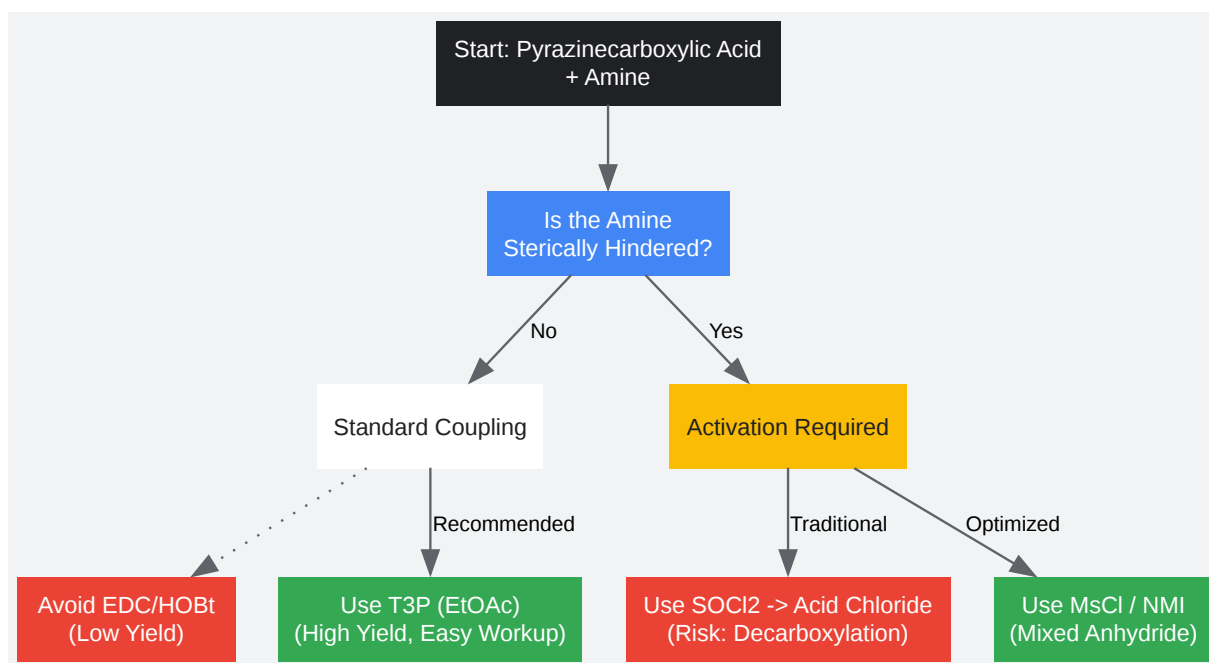 Start: Pyrazinecarboxylic Acid
+ Amine
Is the Amine
Sterically Hindered?
No
Yes
Standard Coupling
Activation Required
Recommended
Traditional
Optimized
Avoid EDC/HOBt
(Low Yield)
Use T3P (EtOAc)
(High Yield, Easy Workup)
Use SOCl2 -> Acid Chloride
(Risk: Decarboxylation)
Use MsCl / NMI
(Mixed Anhydride)